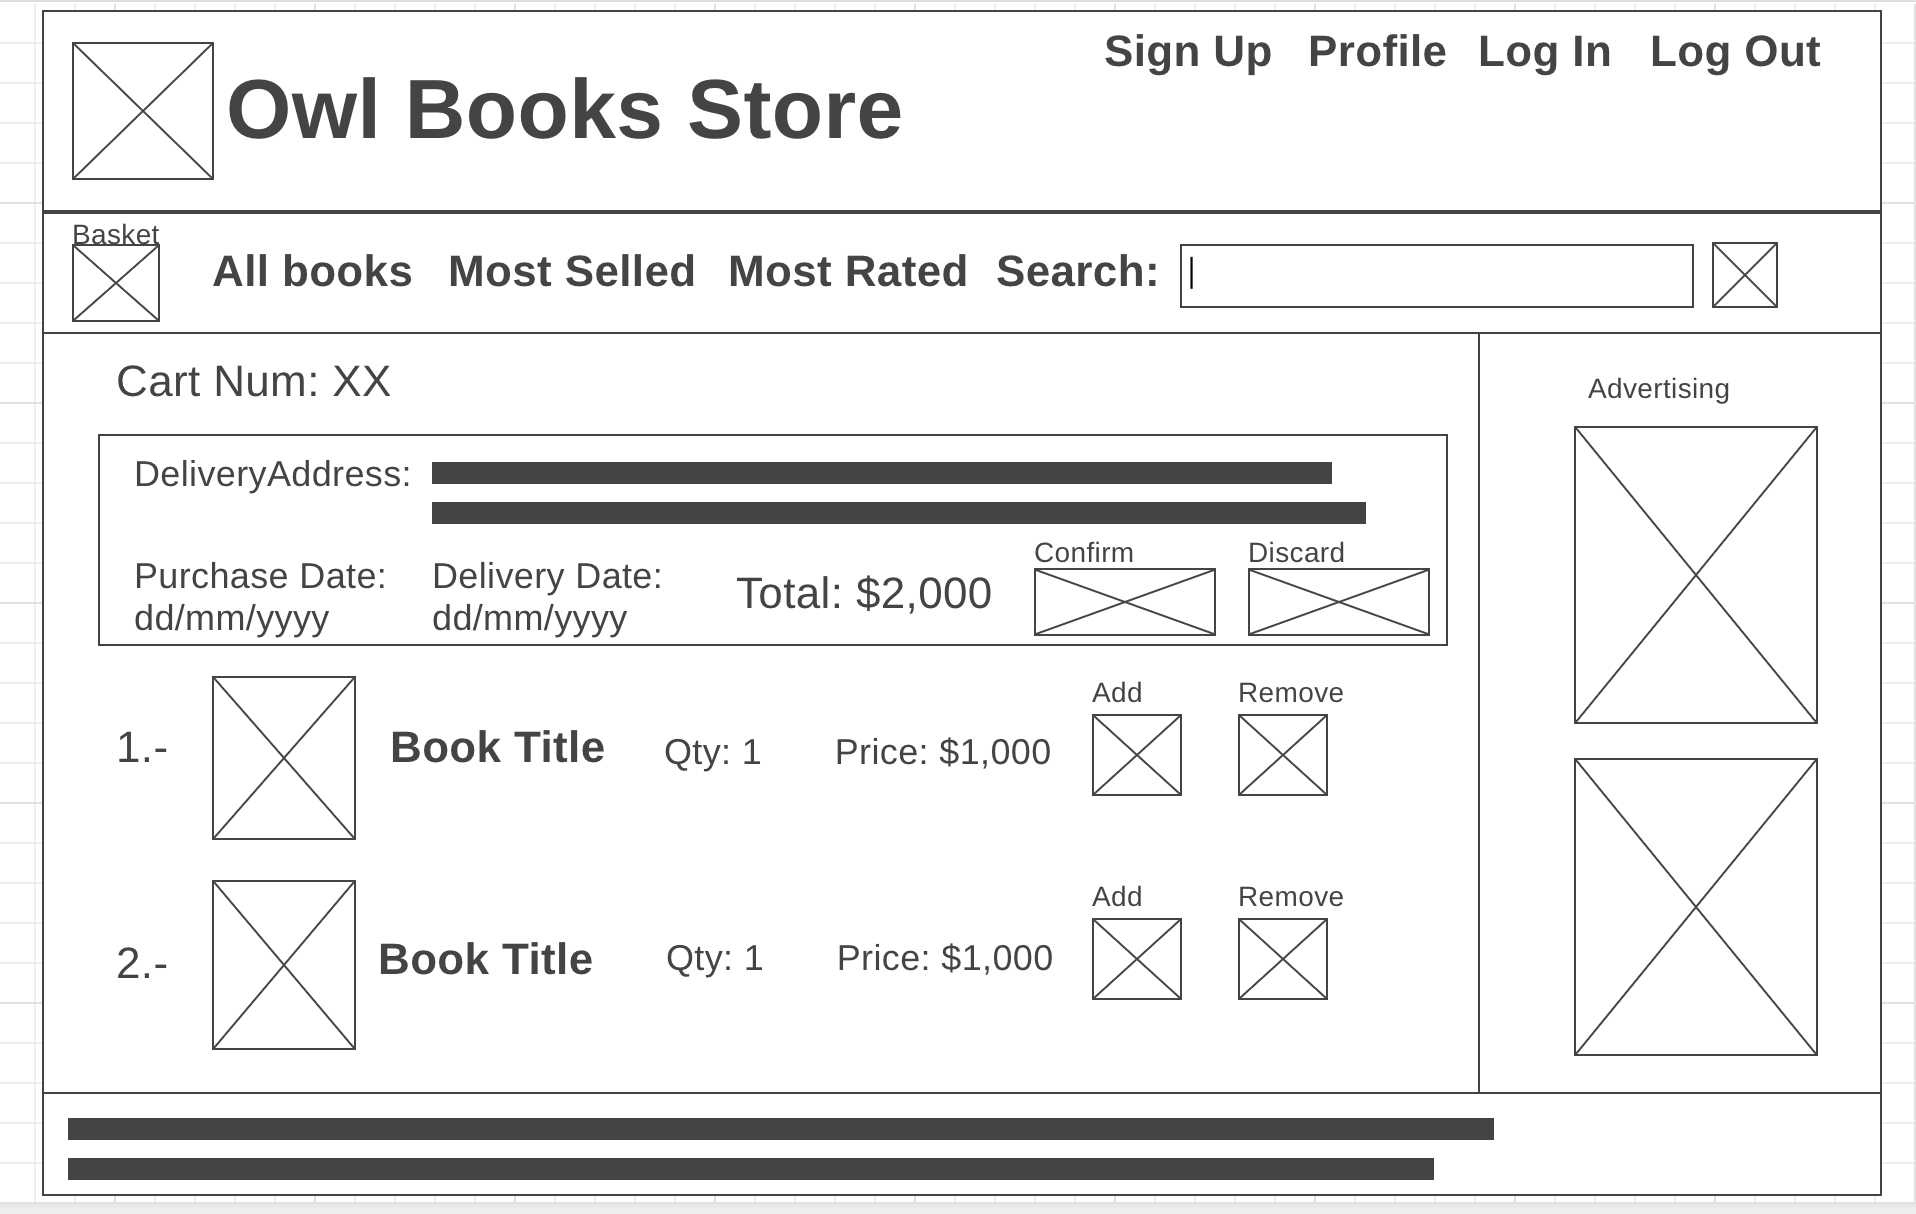 Sign Up Profile Log In Log Out
Owl Books Store
Basket
All books Most Selled Most Rated Search:
Cart Num: XX
Advertising
DeliveryAddress:
Confirm Discard
Purchase Date: Delivery Date:
Total: $2,000
dd/mm/yyyy dd/mm/yyyy
Add Remove
1.- Book Title Qty: 1 Price: $1,000
Add Remove
2.- Book Title Qty: 1 Price: $1,000